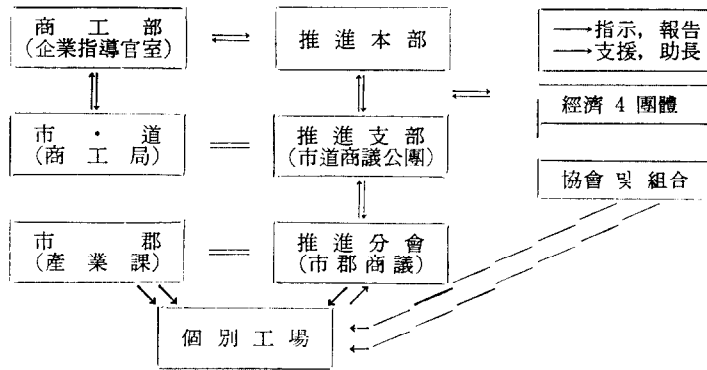 商工部
(企業指導官室)
推進本部
指示, 報告
支援, 助長
市・道
(商工局)
推進支部
(市道商議公團)
經濟 4 團體
協會 및 組合
市郡
(産業課)
推進分會
(市郡商議)
個別工場